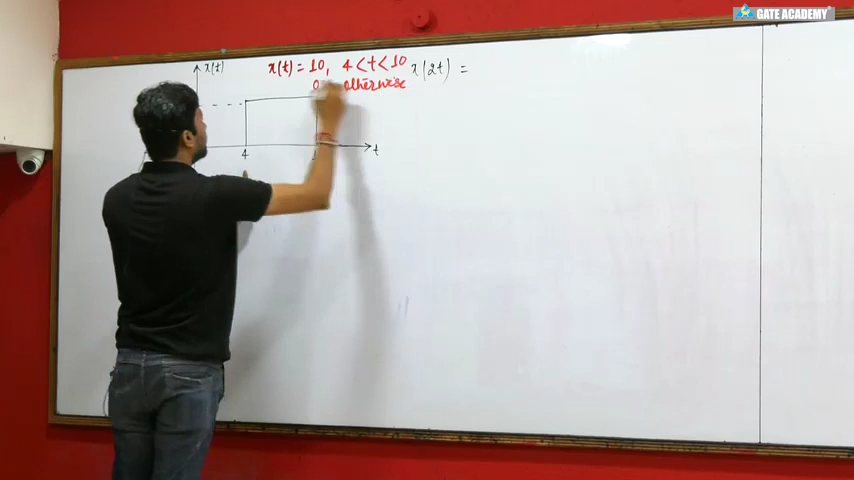 GATE ACADEMY
x(t)
x(t) = 10, 4 < t < 10
0 otherwise
x(2t) =
4
t